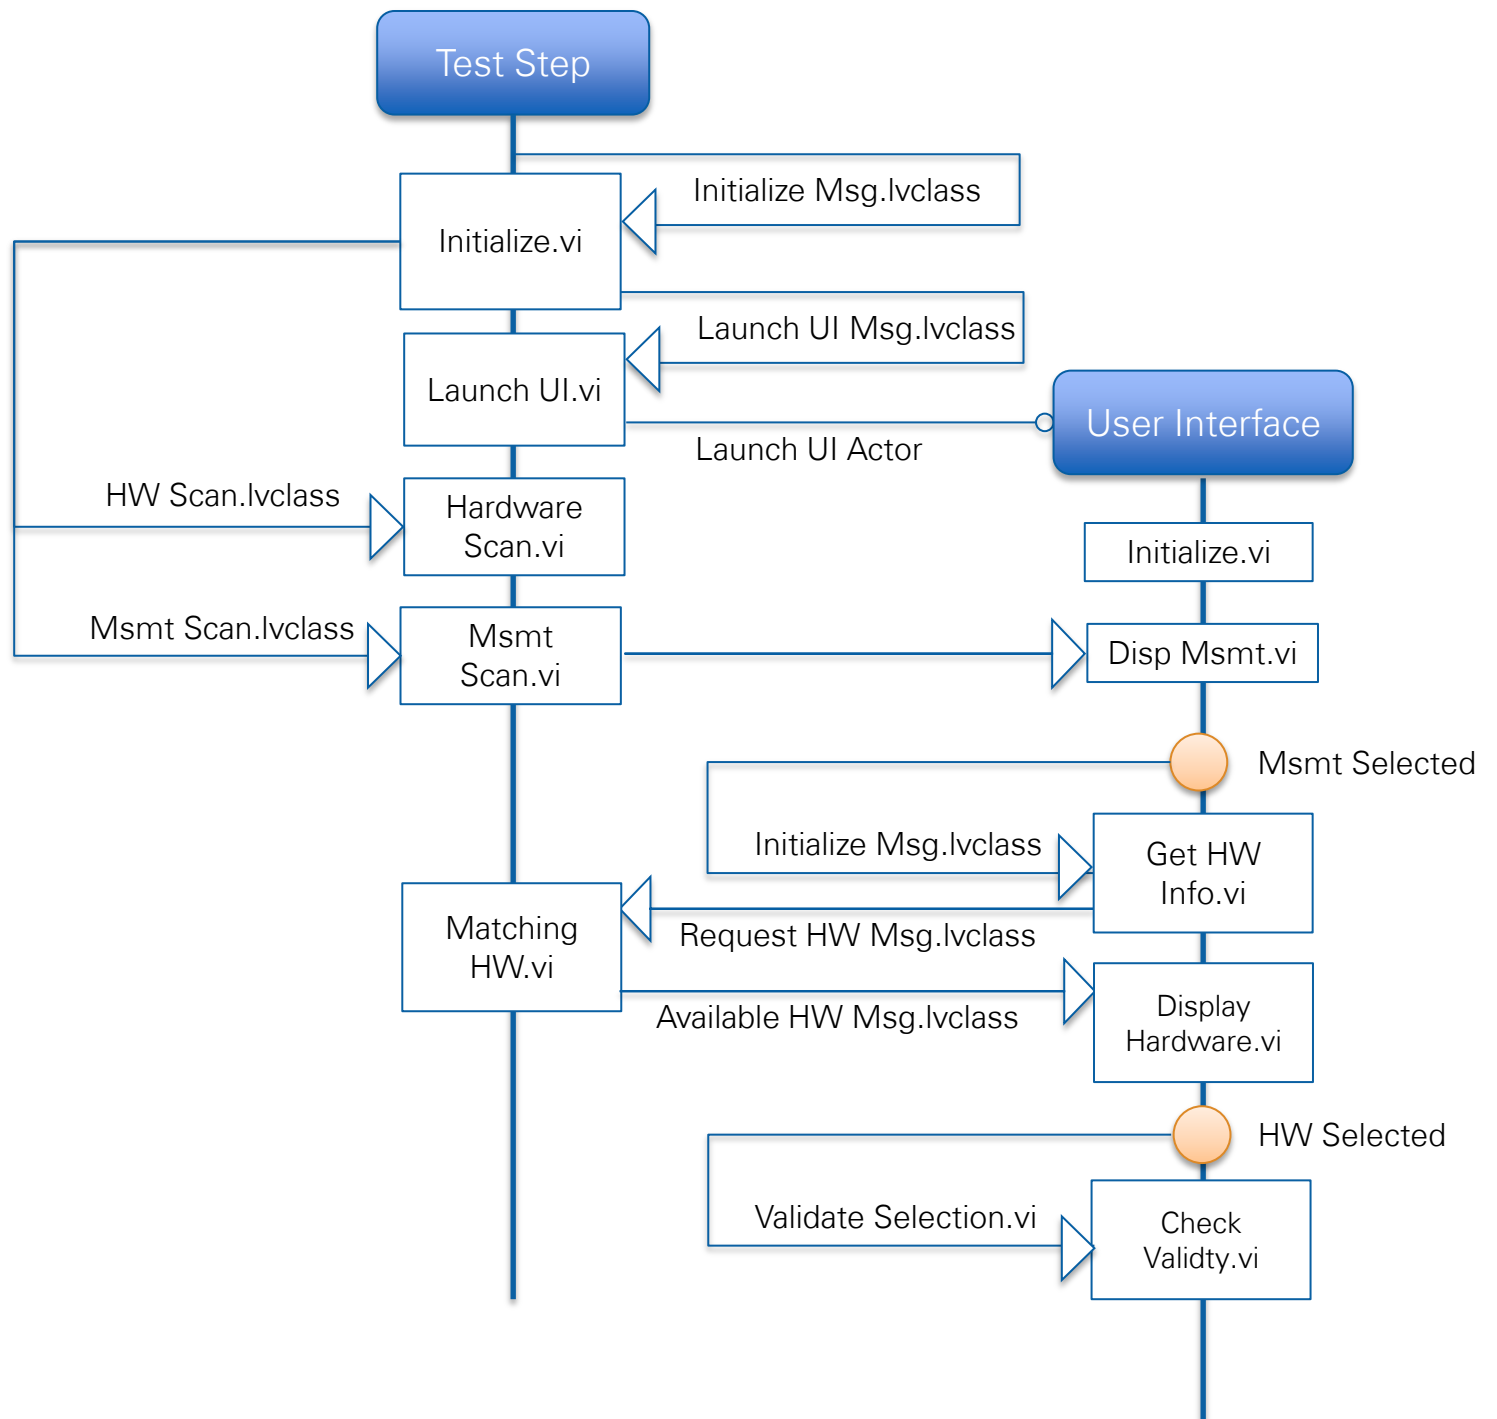 Test Step
Initialize Msg.lvclass
Initialize.vi
Launch UI Msg.lvclass
Launch UI.vi
User Interface
Launch UI Actor
HW Scan.lvclass
Hardware
Scan.vi
Initialize.vi
Msmt Scan.lvclass
Msmt
Scan.vi
Disp Msmt.vi
Msmt Selected
Initialize Msg.lvclass
Get HW
Info.vi
Matching
HW.vi
Request HW Msg.lvclass
Available HW Msg.lvclass
Display
Hardware.vi
HW Selected
Validate Selection.vi
Check
Validty.vi